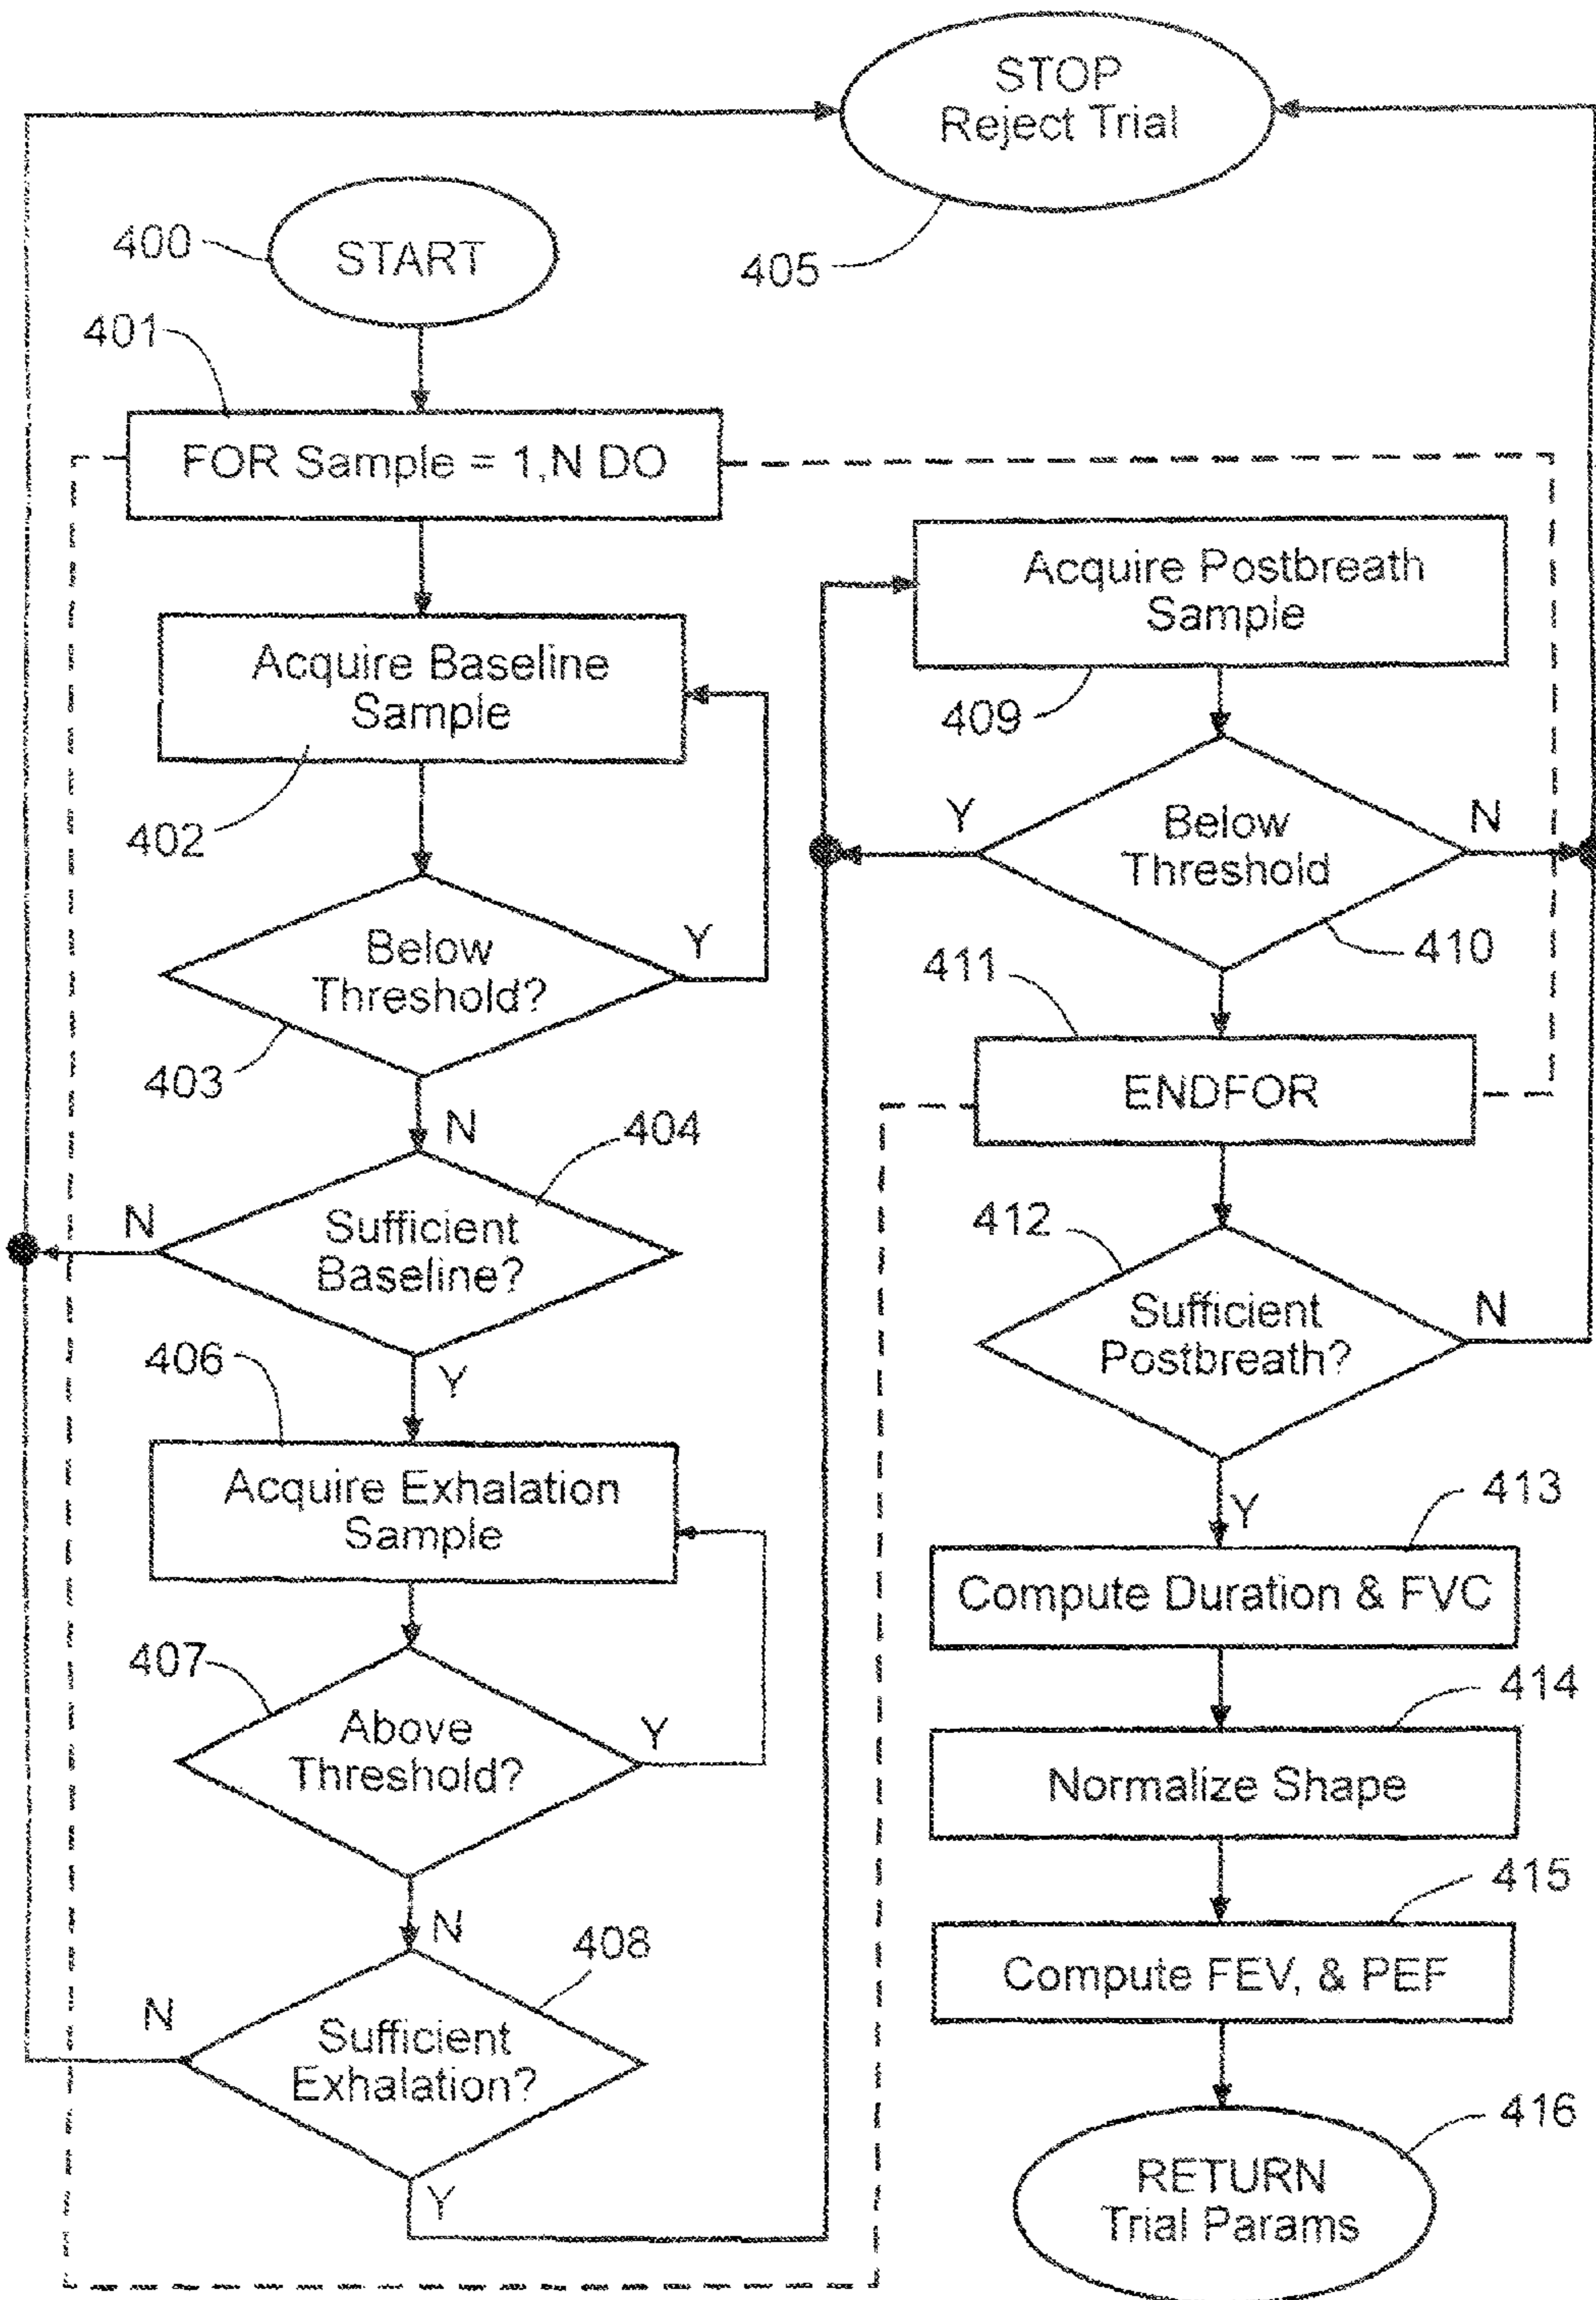 STOP
Reject Trial
405
400
START
401
FOR Sample = 1,N DO
Acquire Baseline
Sample
402
Below
Threshold?
Y
403
N
404
Sufficient
Baseline?
N
Y
406
Acquire Exhalation
Sample
407
Above
Threshold?
Y
N
408
Sufficient
Exhalation?
N
Y
Acquire Postbreath
Sample
409
Below
Threshold
Y
N
410
411
ENDFOR
412
Sufficient
Postbreath?
N
Y
413
Compute Duration & FVC
414
Normalize Shape
415
Compute FEV, & PEF
416
RETURN
Trial Params